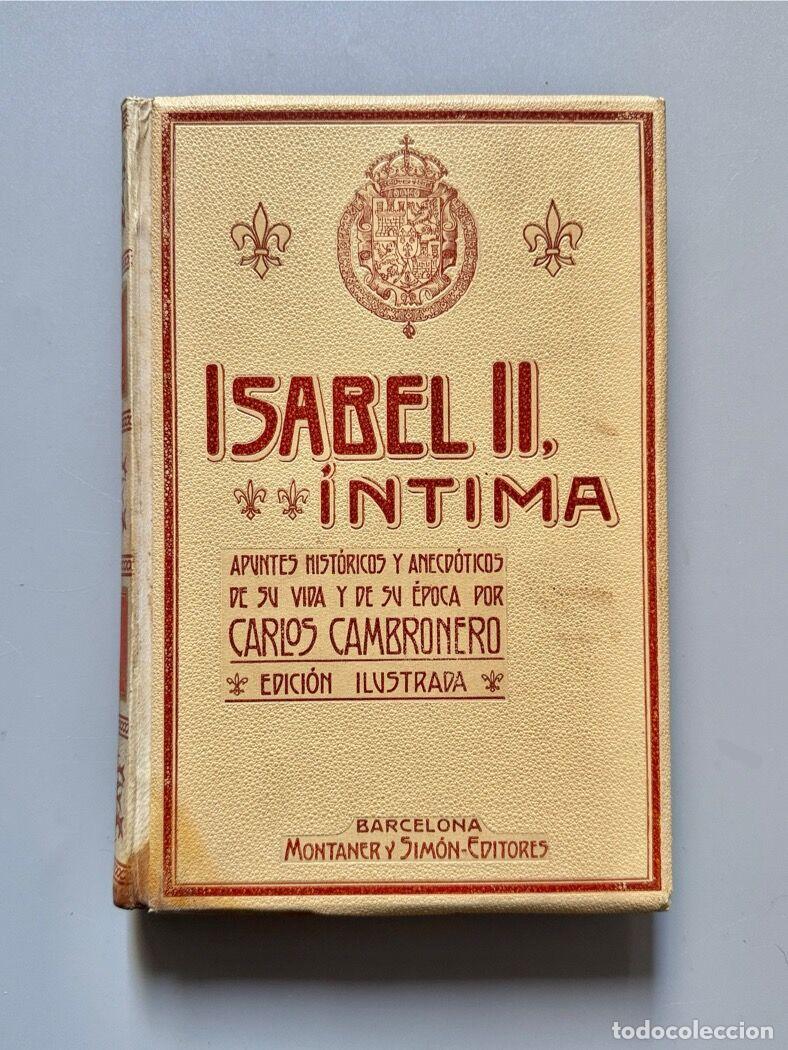 ISABEL II,
ÍNTIMA
APUNTES HISTÓRICOS Y ANECDÓTICOS
DE SU VIDA Y DE SU ÉPOCA POR
CARLOS CAMBRONERO
EDICIÓN ILUSTRADA
BARCELONA
MONTANER Y SIMÓN-EDITORES
todocoleccion